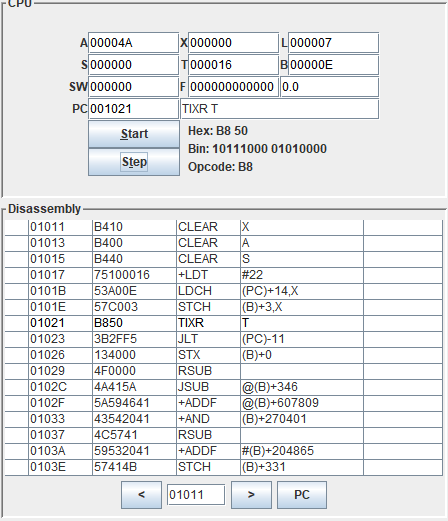 CPU
A 00004A X 000000 L 000007
S 000000 T 000016 B 00000E
SW 000000 F 000000000000 0.0
PC 001021 TIXR T
Start Hex: B8 50
Bin: 10111000 01010000
Step Opcode: B8
Disassembly
01011 B410 CLEAR X
01013 B400 CLEAR A
01015 B440 CLEAR S
01017 75100016 +LDT #22
0101B 53A00E LDCH (PC)+14,X
0101E 57C003 STCH (B)+3,X
01021 B850 TIXR T
01023 3B2FF5 JLT (PC)-11
01026 134000 STX (B)+0
01029 4F0000 RSUB
0102C 4A415A JSUB @(B)+346
0102F 5A594641 +ADDF @(B)+607809
01033 43542041 +AND (B)+270401
01037 4C5741 RSUB
0103A 59532041 +ADDF #(B)+204865
0103E 57414B STCH (B)+331
< 01011 > PC